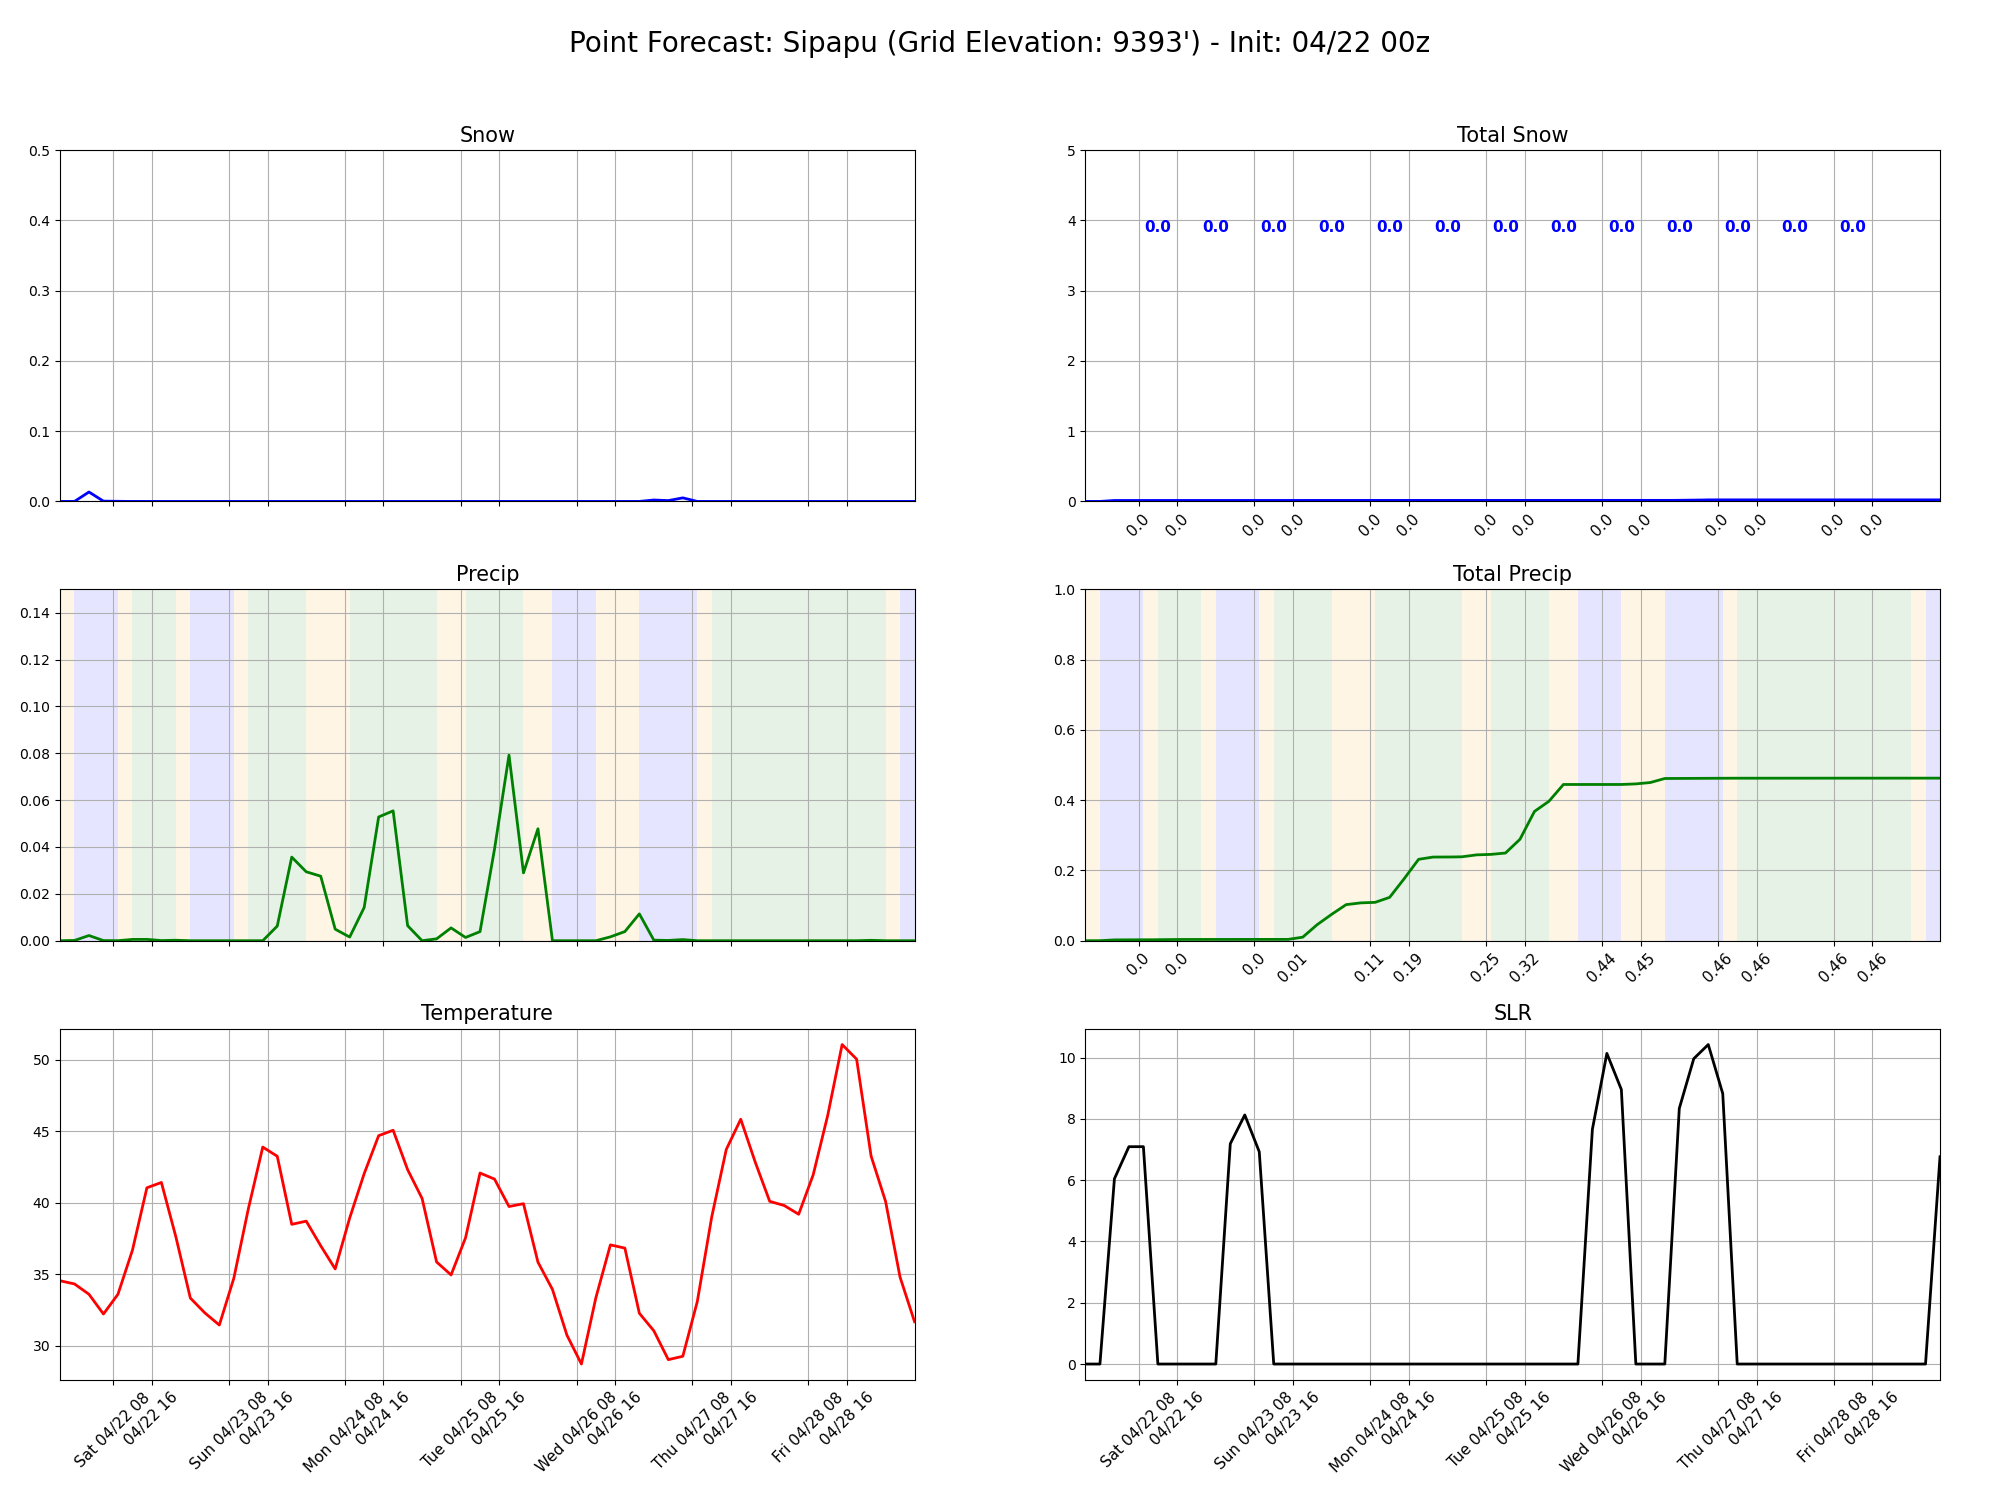 Point Forecast: Sipapu (Grid Elevation: 9393') - Init: 04/22 00z
Snow
0.5
0.4
0.3
0.2
0.1
0.0
Total Snow
5
4
3
2
1
0
0.0 0.0 0.0 0.0 0.0 0.0 0.0 0.0 0.0 0.0 0.0 0.0 0.0
0.0 0.0 0.0 0.0 0.0 0.0 0.0 0.0 0.0 0.0 0.0 0.0 0.0 0.0
Precip
0.14
0.12
0.10
0.08
0.06
0.04
0.02
0.00
Total Precip
1.0
0.8
0.6
0.4
0.2
0.0
0.0 0.0 0.0 0.01 0.11 0.19 0.25 0.32 0.44 0.45 0.46 0.46 0.46 0.46
Temperature
50
45
40
35
30
Sat 04/22 08
04/22 16
Sun 04/23 08
04/23 16
Mon 04/24 08
04/24 16
Tue 04/25 08
04/25 16
Wed 04/26 08
04/26 16
Thu 04/27 08
04/27 16
Fri 04/28 08
04/28 16
SLR
10
8
6
4
2
0
Sat 04/22 08
04/22 16
Sun 04/23 08
04/23 16
Mon 04/24 08
04/24 16
Tue 04/25 08
04/25 16
Wed 04/26 08
04/26 16
Thu 04/27 08
04/27 16
Fri 04/28 08
04/28 16